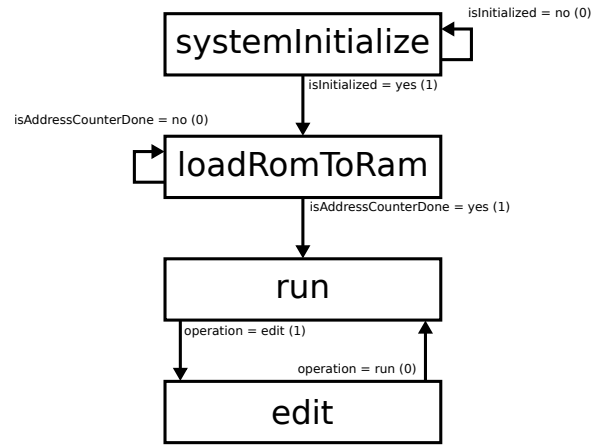 isInitialized = no (0)
systemInitialize
isInitialized = yes (1)
isAddressCounterDone = no (0)
loadRomToRam
isAddressCounterDone = yes (1)
run
operation = edit (1)
operation = run (0)
edit